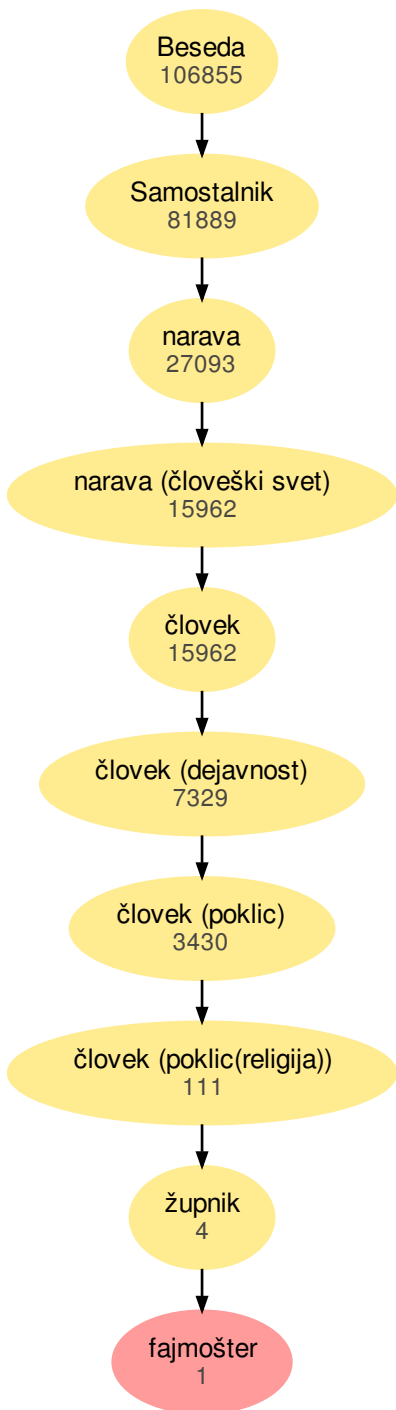 Beseda
106855
Samostalnik
81889
narava
27093
narava (človeški svet)
15962
človek
15962
človek (dejavnost)
7329
človek (poklic)
3430
človek (poklic(religija))
111
župnik
4
fajmošter
1